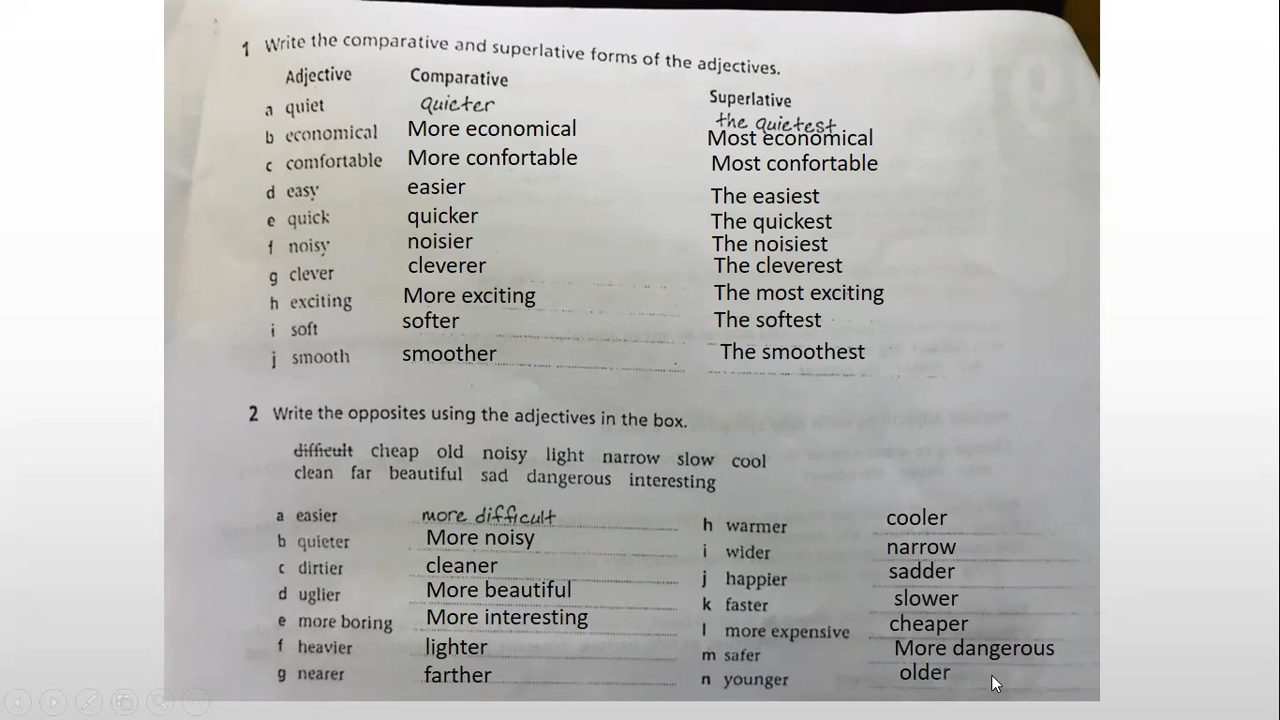 1 Write the comparative and superlative forms of the adjectives.
Adjective Comparative Superlative
a quiet quieter the quietest
b economical More economical Most economical
c comfortable More confortable Most confortable
d easy easier The easiest
e quick quicker The quickest
f noisy noisier The noisiest
g clever cleverer The cleverest
h exciting More exciting The most exciting
i soft softer The softest
j smooth smoother The smoothest
2 Write the opposites using the adjectives in the box.
difficult cheap old noisy light narrow slow cool
clean far beautiful sad dangerous interesting
a easier more difficult
b quieter More noisy
c dirtier cleaner
d uglier More beautiful
e more boring More interesting
f heavier lighter
g nearer farther
h warmer cooler
i wider narrow
j happier sadder
k faster slower
l more expensive cheaper
m safer More dangerous
n younger older